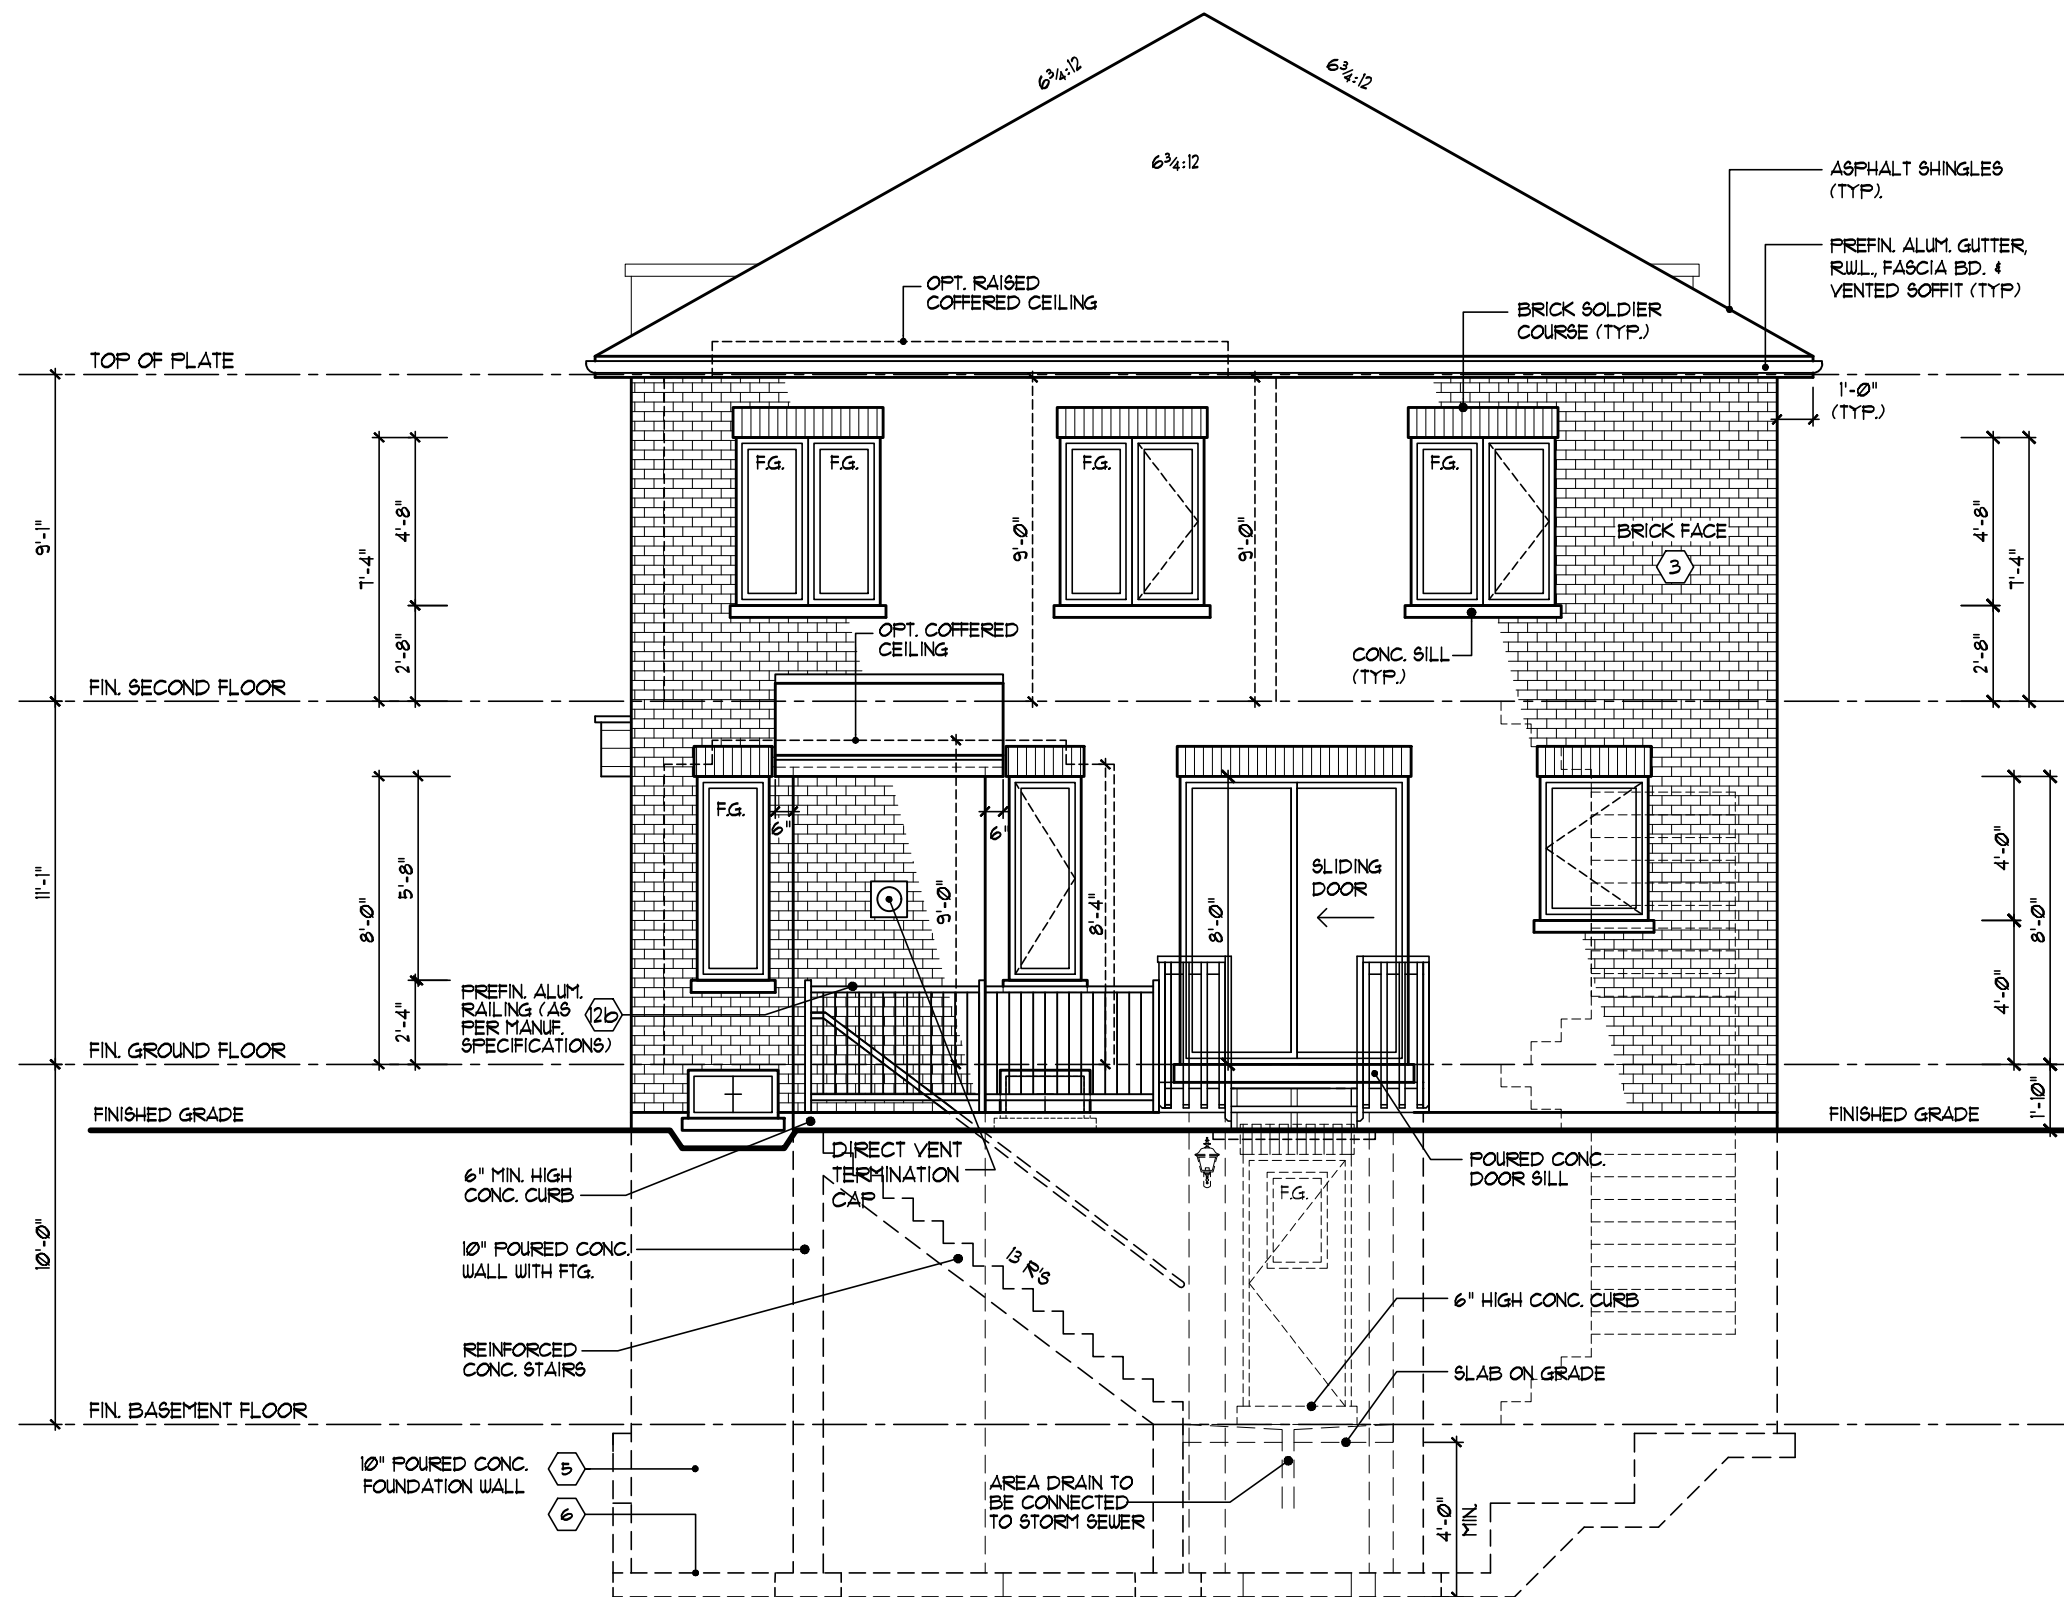 6¾:12
6¾:12
6¾:12
ASPHALT SHINGLES
(TYP).
PREFIN. ALUM. GUTTER,
R.W.L., FASCIA BD. &
VENTED SOFFIT (TYP)
OPT. RAISED
COFFERED CEILING
BRICK SOLDIER
COURSE (TYP.)
TOP OF PLATE
1'-0"
(TYP.)
F.G.
F.G.
F.G.
F.G.
9'-1"
7'-4"
4'-8"
2'-8"
9'-0"
9'-0"
BRICK FACE
3
4'-8"
7'-4"
2'-8"
OPT. COFFERED
CEILING
CONC. SILL
(TYP.)
FIN. SECOND FLOOR
F.G.
6"
6"
11'-1"
8'-0"
5'-8"
2'-4"
9'-0"
8'-4"
8'-0"
SLIDING
DOOR
4'-0"
8'-0"
4'-0"
PREFIN. ALUM.
RAILING (AS
PER MANUF.
SPECIFICATIONS)
12b
FIN. GROUND FLOOR
FINISHED GRADE
FINISHED GRADE
1'-10"
DIRECT VENT
TERMINATION
CAP
6" MIN. HIGH
CONC. CURB
POURED CONC.
DOOR SILL
F.G.
10'-0"
10" POURED CONC.
WALL WITH FTG.
13 R'S
6" HIGH CONC. CURB
REINFORCED
CONC. STAIRS
SLAB ON GRADE
FIN. BASEMENT FLOOR
10" POURED CONC.
FOUNDATION WALL
5
6
AREA DRAIN TO
BE CONNECTED
TO STORM SEWER
4'-0"
MIN.